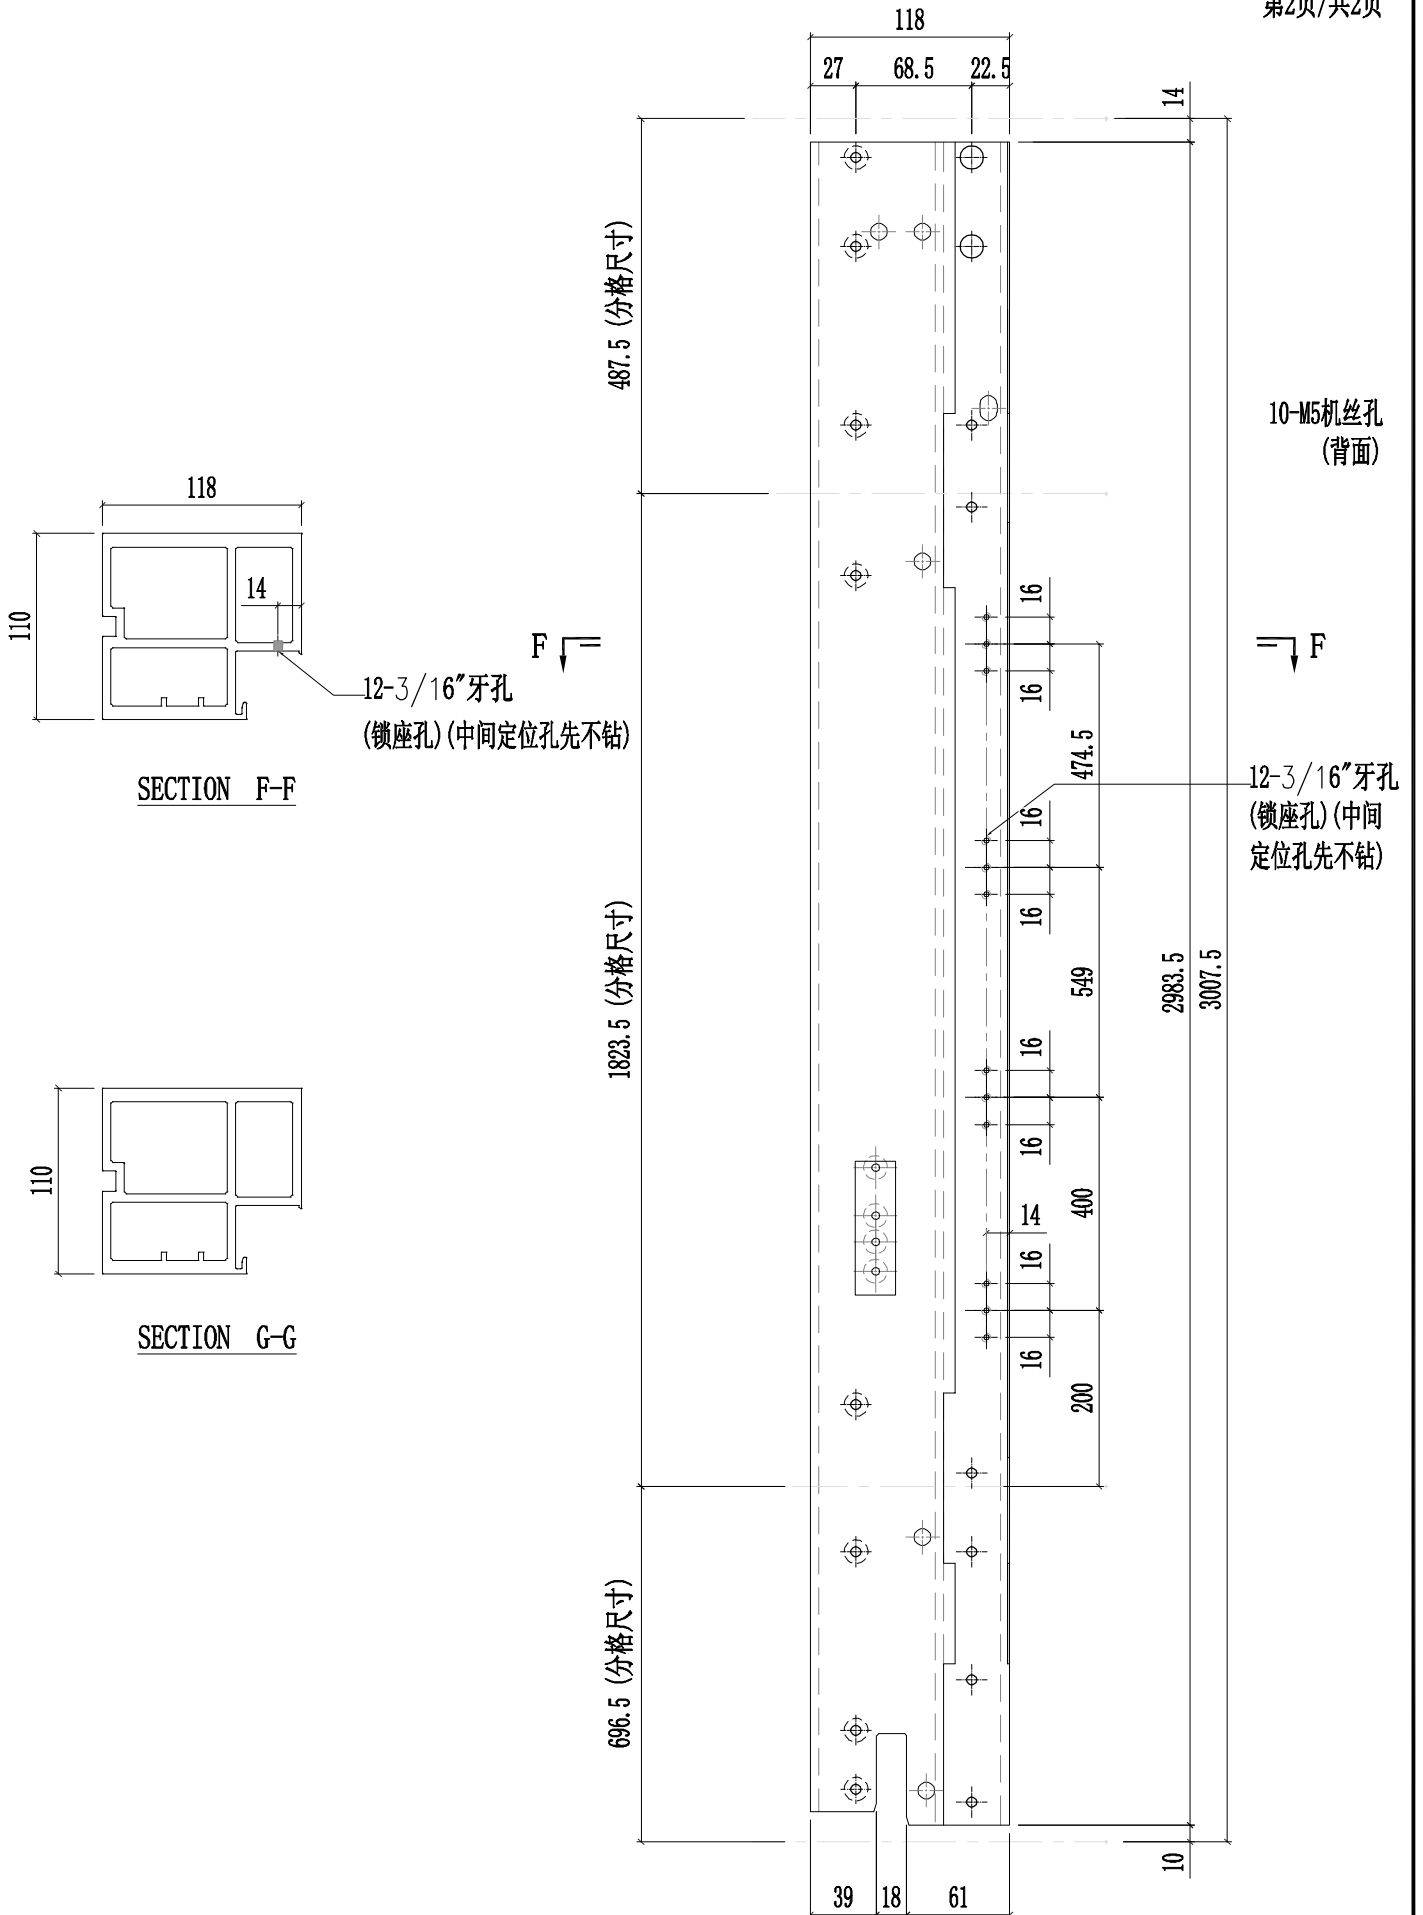 第2页/共2页
118
27
68.5
22.5
14
487.5 (分格尺寸)
10-M5机丝孔
(背面)
118
14
110
12-3/16"牙孔
(锁座孔)(中间定位孔先不钻)
SECTION F-F
F
F
16
16
474.5
12-3/16"牙孔
(锁座孔)(中间
定位孔先不钻)
16
16
1823.5 (分格尺寸)
549
2983.5
3007.5
16
16
110
400
14
16
16
SECTION G-G
200
696.5 (分格尺寸)
10
39
18
61